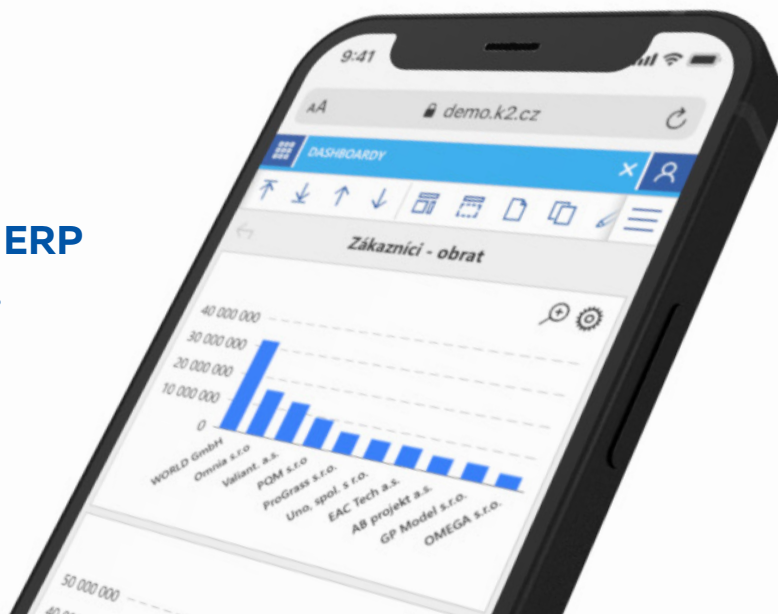 ERP
9:41
AA demo.k2.cz
DASHBOARDY
Zákazníci - obrat
40 000 000
30 000 000
20 000 000
10 000 000
0
WORLD GmbH
Omnia s.r.o
Valiant. a.s.
PQM s.r.o
ProGrass s.r.o.
Uno, spol. s r.o.
EAC Tech a.s.
AB projekt a.s.
GP Model s.r.o.
OMEGA s.r.o.
50 000 000